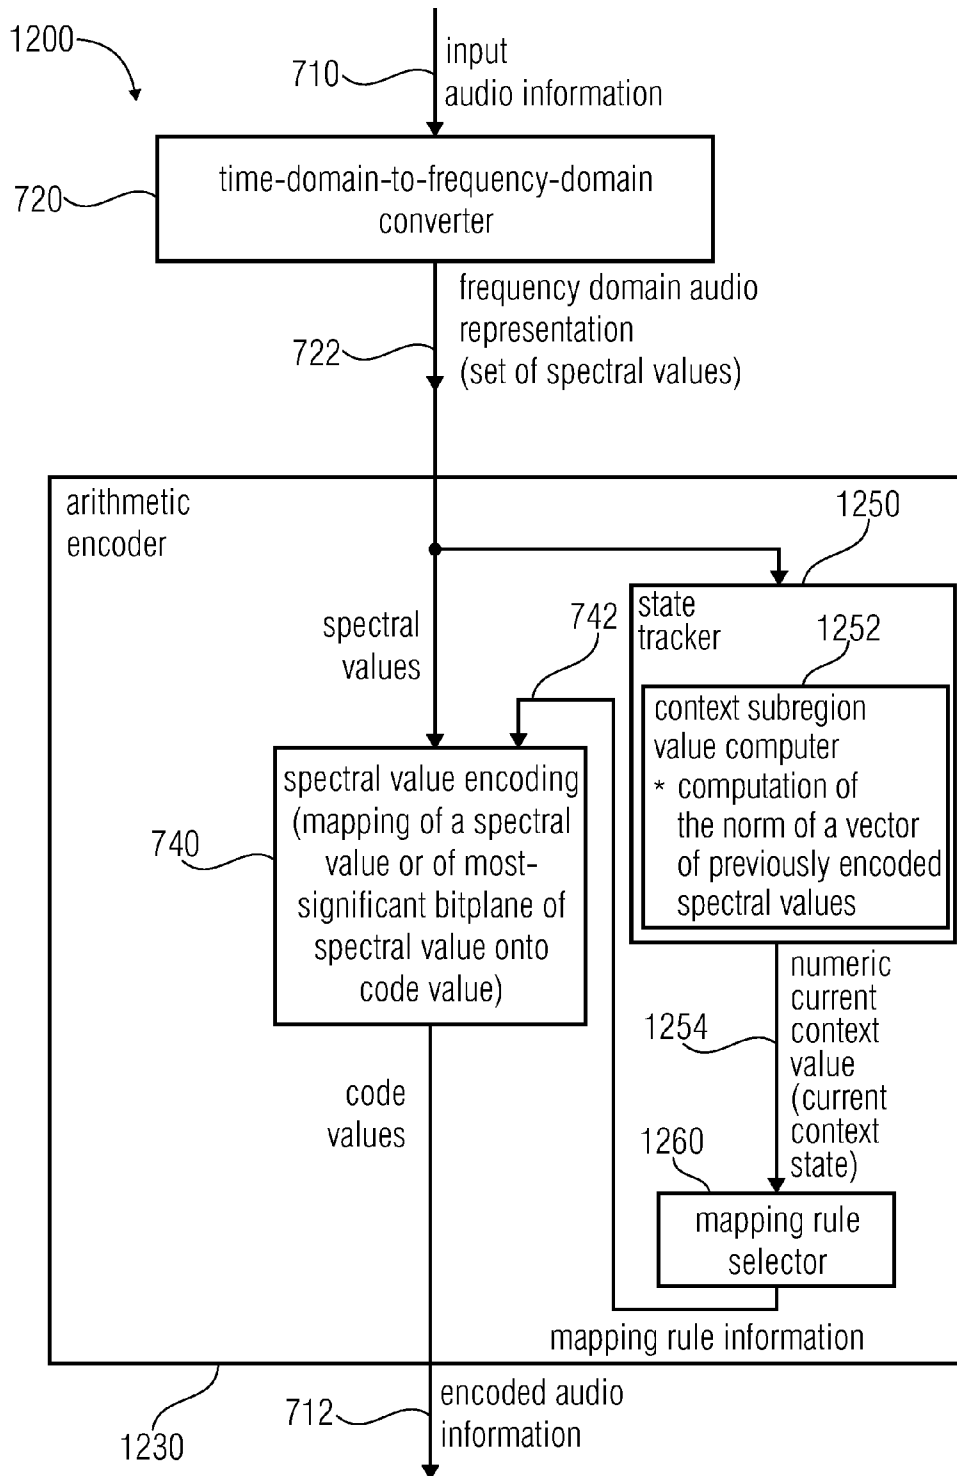 1200
710
input
audio information
720
time-domain-to-frequency-domain
converter
722
frequency domain audio
representation
(set of spectral values)
arithmetic
encoder
1250
spectral
values
742
state
tracker
1252
context subregion
value computer
* computation of
the norm of a vector
of previously encoded
spectral values
740
spectral value encoding
(mapping of a spectral
value or of most-
significant bitplane of
spectral value onto
code value)
1254
numeric
current
context
value
(current
context
state)
code
values
1260
mapping rule
selector
mapping rule information
1230
712
encoded audio
information